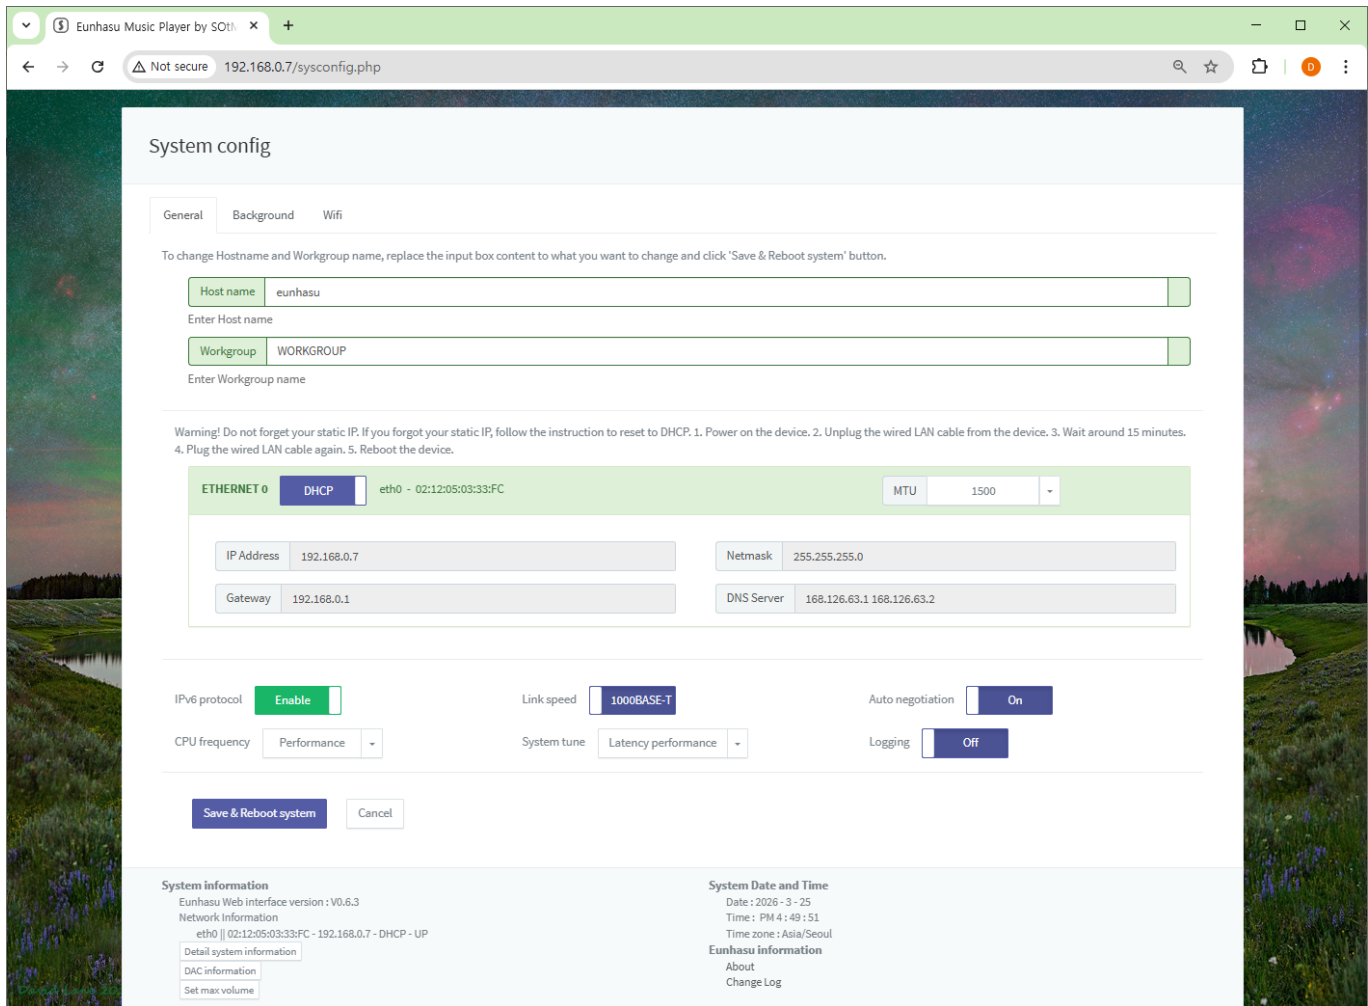 Eunhasu Music Player by SOtM
Not secure
192.168.0.7/sysconfig.php
D
System config
General
Background
Wifi
To change Hostname and Workgroup name, replace the input box content to what you want to change and click 'Save & Reboot system' button.
Host name
eunhasu
Enter Host name
Workgroup
WORKGROUP
Enter Workgroup name
Warning! Do not forget your static IP. If you forgot your static IP, follow the instruction to reset to DHCP. 1. Power on the device. 2. Unplug the wired LAN cable from the device. 3. Wait around 15 minutes.
4. Plug the wired LAN cable again. 5. Reboot the device.
ETHERNET 0
DHCP
eth0 - 02:12:05:03:33:FC
MTU
1500
IP Address
192.168.0.7
Netmask
255.255.255.0
Gateway
192.168.0.1
DNS Server
168.126.63.1 168.126.63.2
IPv6 protocol
Enable
Link speed
1000BASE-T
Auto negotiation
On
CPU frequency
Performance
System tune
Latency performance
Logging
Off
Save & Reboot system
Cancel
System information
Eunhasu Web interface version : V0.6.3
Network Information
eth0 || 02:12:05:03:33:FC - 192.168.0.7 - DHCP - UP
Detail system information
DAC information
Set max volume
System Date and Time
Date : 2026 - 3 - 25
Time : PM 4 : 49 : 51
Time zone : Asia/Seoul
Eunhasu information
About
Change Log